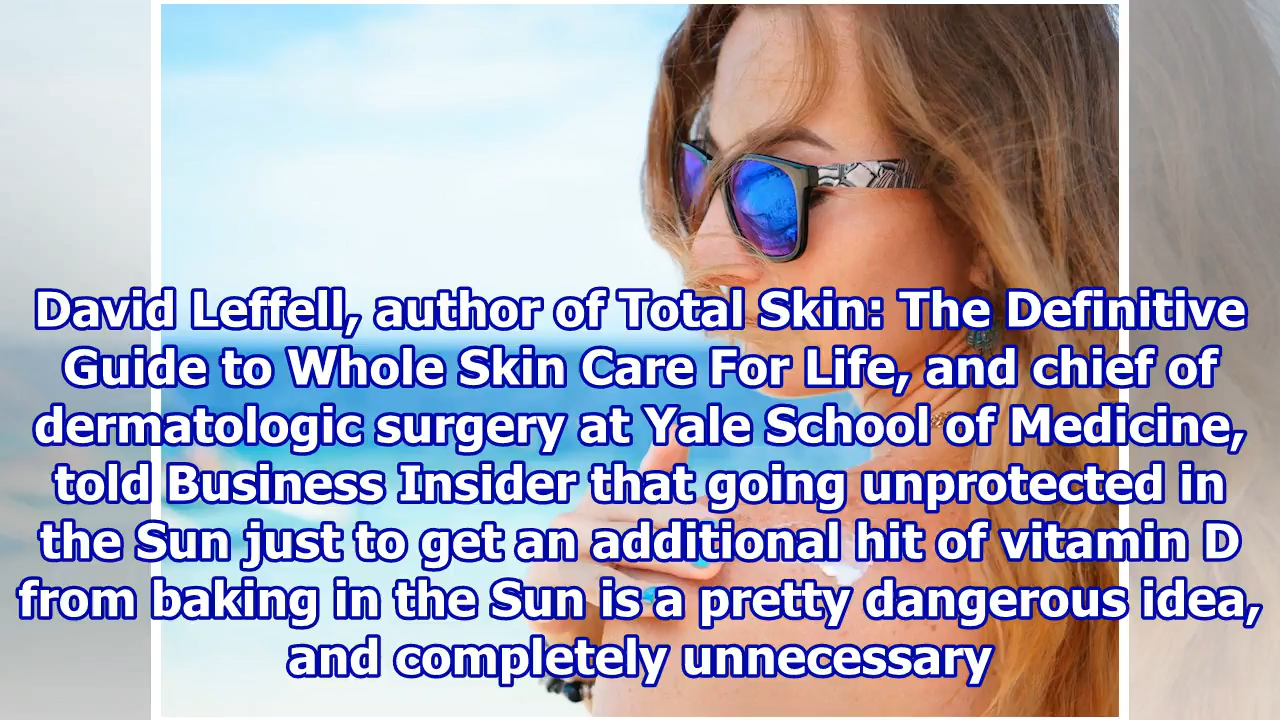 David Leffell, author of Total Skin: The Definitive
Guide to Whole Skin Care For Life, and chief of
dermatologic surgery at Yale School of Medicine,
told Business Insider that going unprotected in
the Sun just to get an additional hit of vitamin D
from baking in the Sun is a pretty dangerous idea,
and completely unnecessary